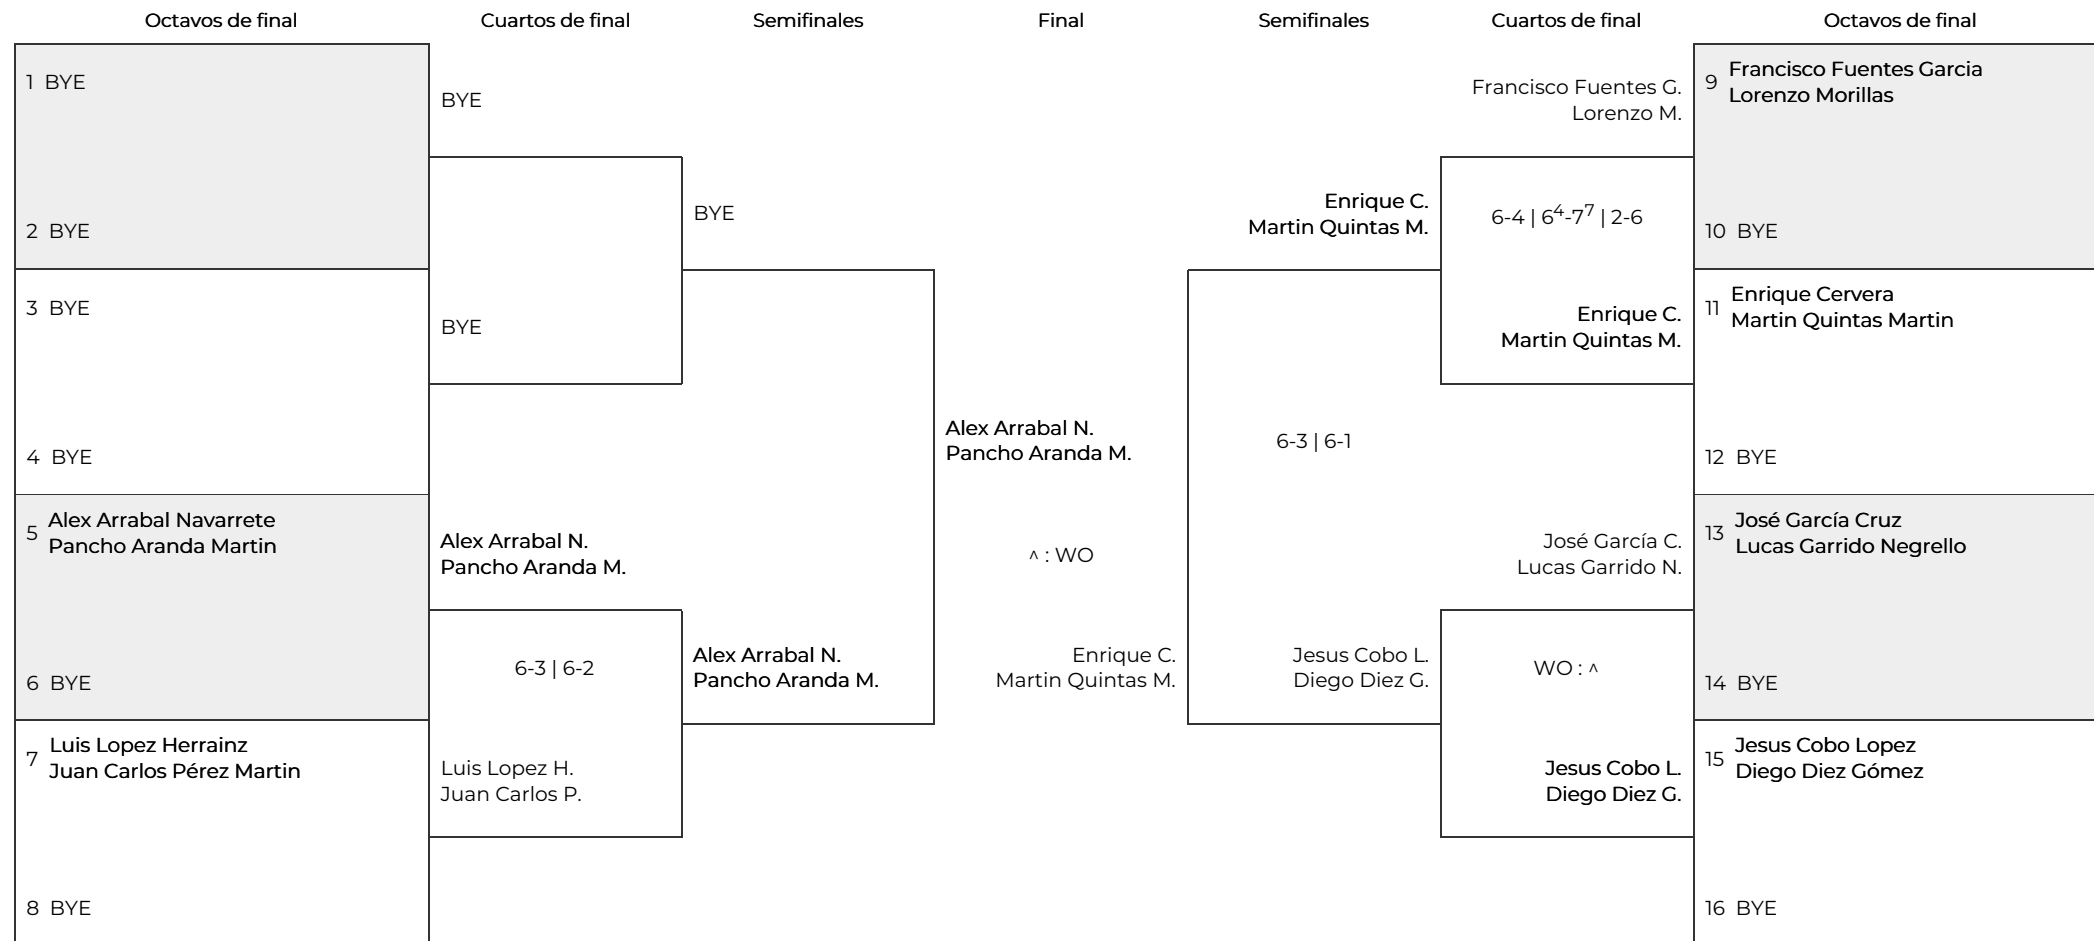 Octavos de final
Cuartos de final
Semifinales
Final
Semifinales
Cuartos de final
Octavos de final
1 BYE
2 BYE
3 BYE
4 BYE
5 Alex Arrabal Navarrete
Pancho Aranda Martin
6 BYE
7 Luis Lopez Herrainz
Juan Carlos Pérez Martin
8 BYE
BYE
BYE
Alex Arrabal N.
Pancho Aranda M.
6-3 | 6-2
Luis Lopez H.
Juan Carlos P.
BYE
Alex Arrabal N.
Pancho Aranda M.
Alex Arrabal N.
Pancho Aranda M.
^ : WO
Enrique C.
Martin Quintas M.
Enrique C.
Martin Quintas M.
6-3 | 6-1
Jesus Cobo L.
Diego Diez G.
Francisco Fuentes G.
Lorenzo M.
6-4 | 6⁴-7⁷ | 2-6
Enrique C.
Martin Quintas M.
José García C.
Lucas Garrido N.
WO : ^
Jesus Cobo L.
Diego Diez G.
9 Francisco Fuentes Garcia
Lorenzo Morillas
10 BYE
11 Enrique Cervera
Martin Quintas Martin
12 BYE
13 José García Cruz
Lucas Garrido Negrello
14 BYE
15 Jesus Cobo Lopez
Diego Diez Gómez
16 BYE